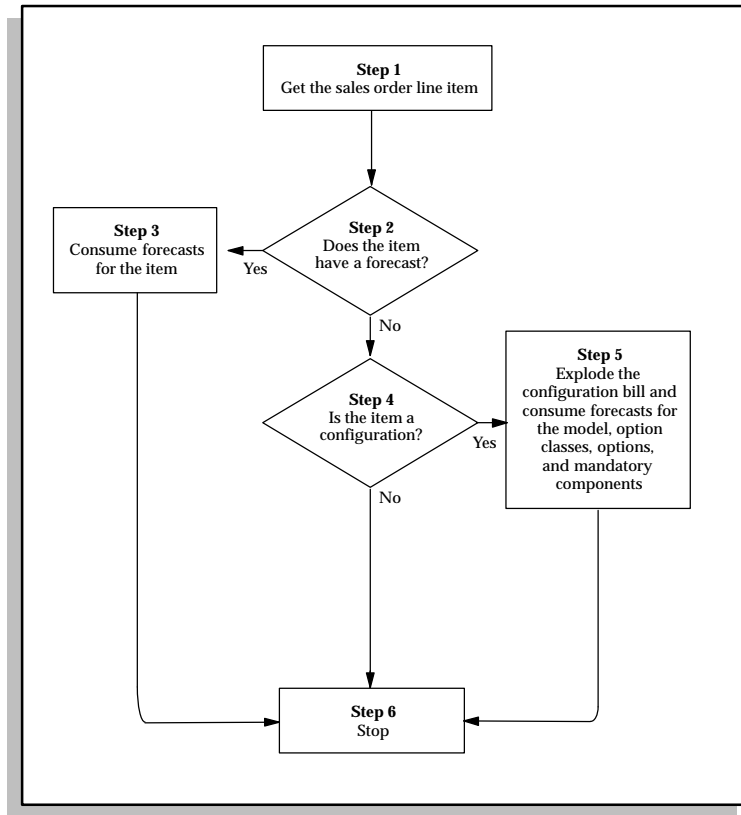 Step 1
Get the sales order line item
Step 2
Does the item
have a forecast?
Yes
No
Step 3
Consume forecasts
for the item
Step 4
Is the item a
configuration?
Yes
No
Step 5
Explode the
configuration bill and
consume forecasts for
the model, option
classes, options,
and mandatory
components
Step 6
Stop